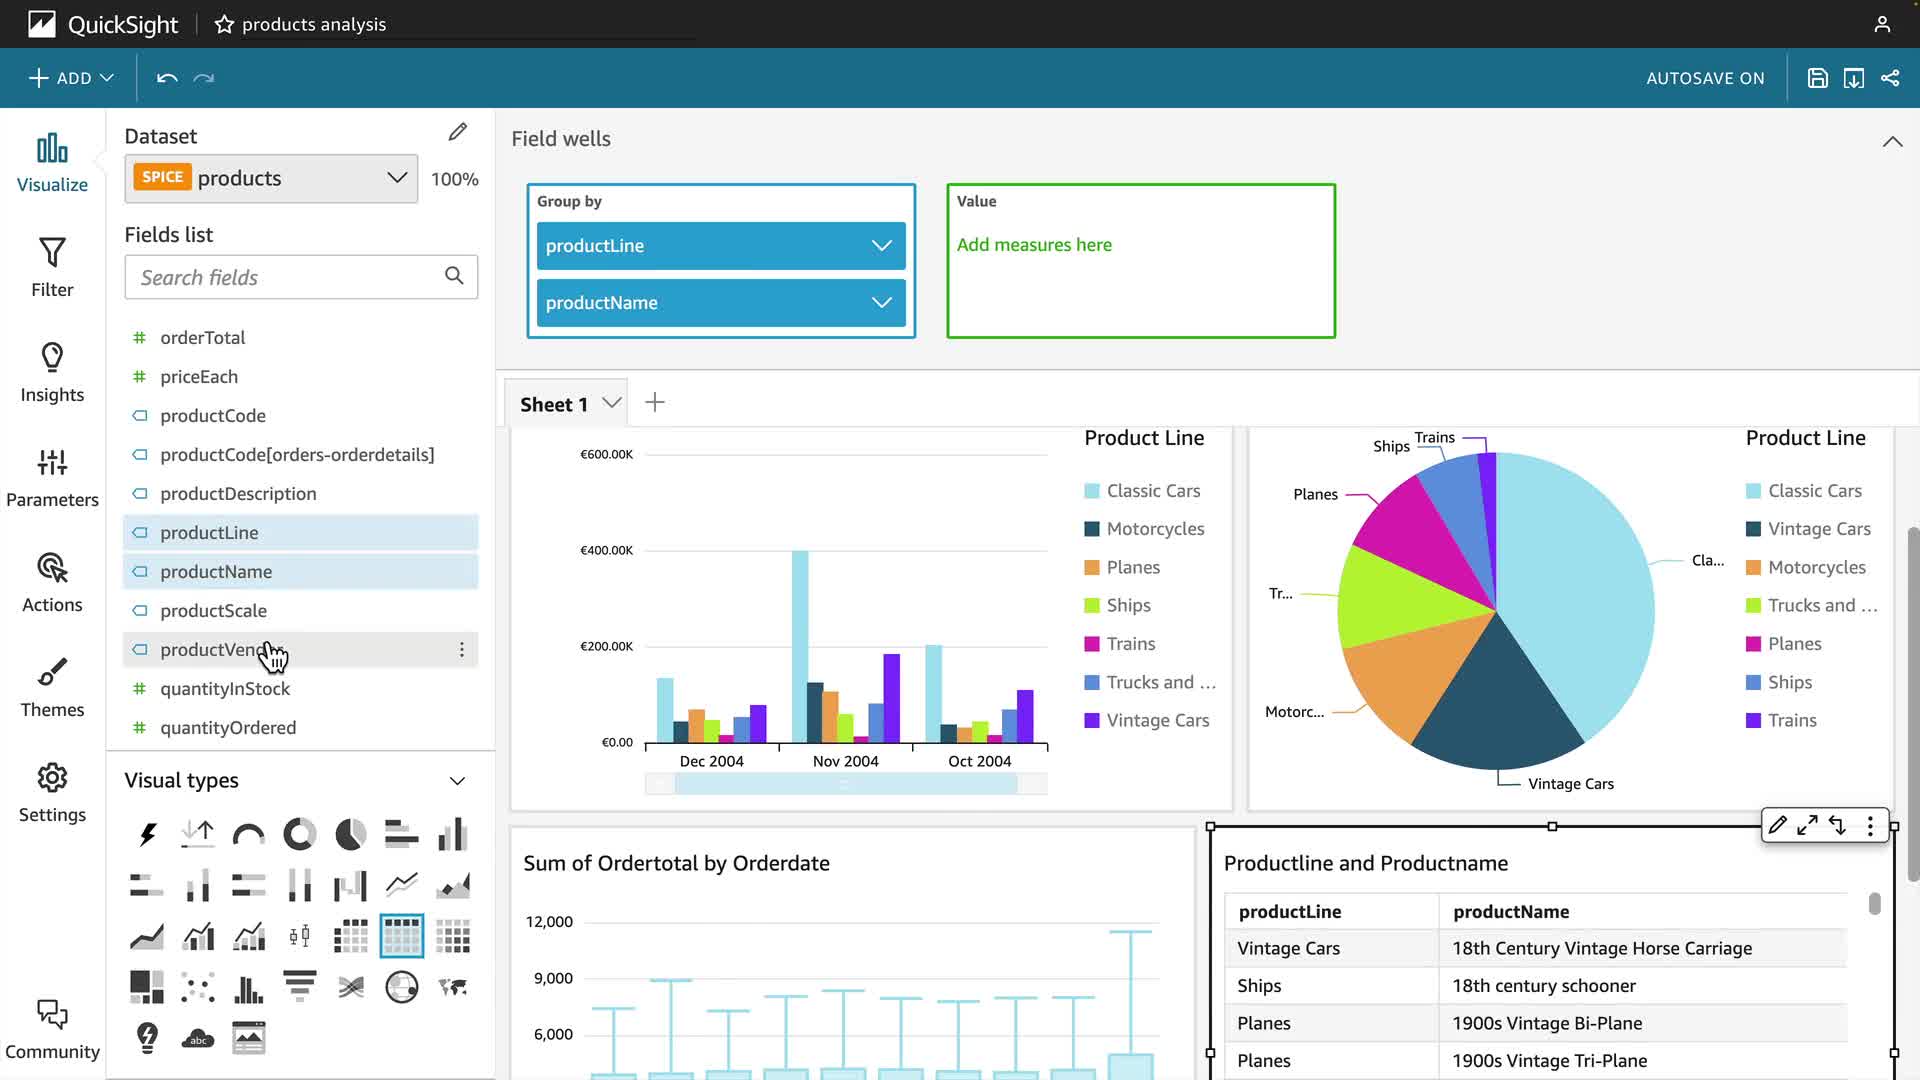 QuickSight
products analysis
ADD
AUTOSAVE ON
Visualize
Filter
Insights
Parameters
Actions
Themes
Settings
Community
Dataset
SPICE products
100%
Fields list
Search fields
# orderTotal
# priceEach
productCode
productCode[orders-orderdetails]
productDescription
productLine
productName
productScale
productVen
# quantityInStock
# quantityOrdered
Visual types
abc
Field wells
Group by
productLine
productName
Value
Add measures here
Sheet 1
€600.00K
€400.00K
€200.00K
€0.00
Dec 2004
Nov 2004
Oct 2004
Product Line
Classic Cars
Motorcycles
Planes
Ships
Trains
Trucks and ...
Vintage Cars
Trains
Ships
Planes
Tr...
Motorc...
Vintage Cars
Cla...
Product Line
Classic Cars
Vintage Cars
Motorcycles
Trucks and ...
Planes
Ships
Trains
Sum of Ordertotal by Orderdate
12,000
9,000
6,000
Productline and Productname
productLine productName
Vintage Cars 18th Century Vintage Horse Carriage
Ships 18th century schooner
Planes 1900s Vintage Bi-Plane
Planes 1900s Vintage Tri-Plane